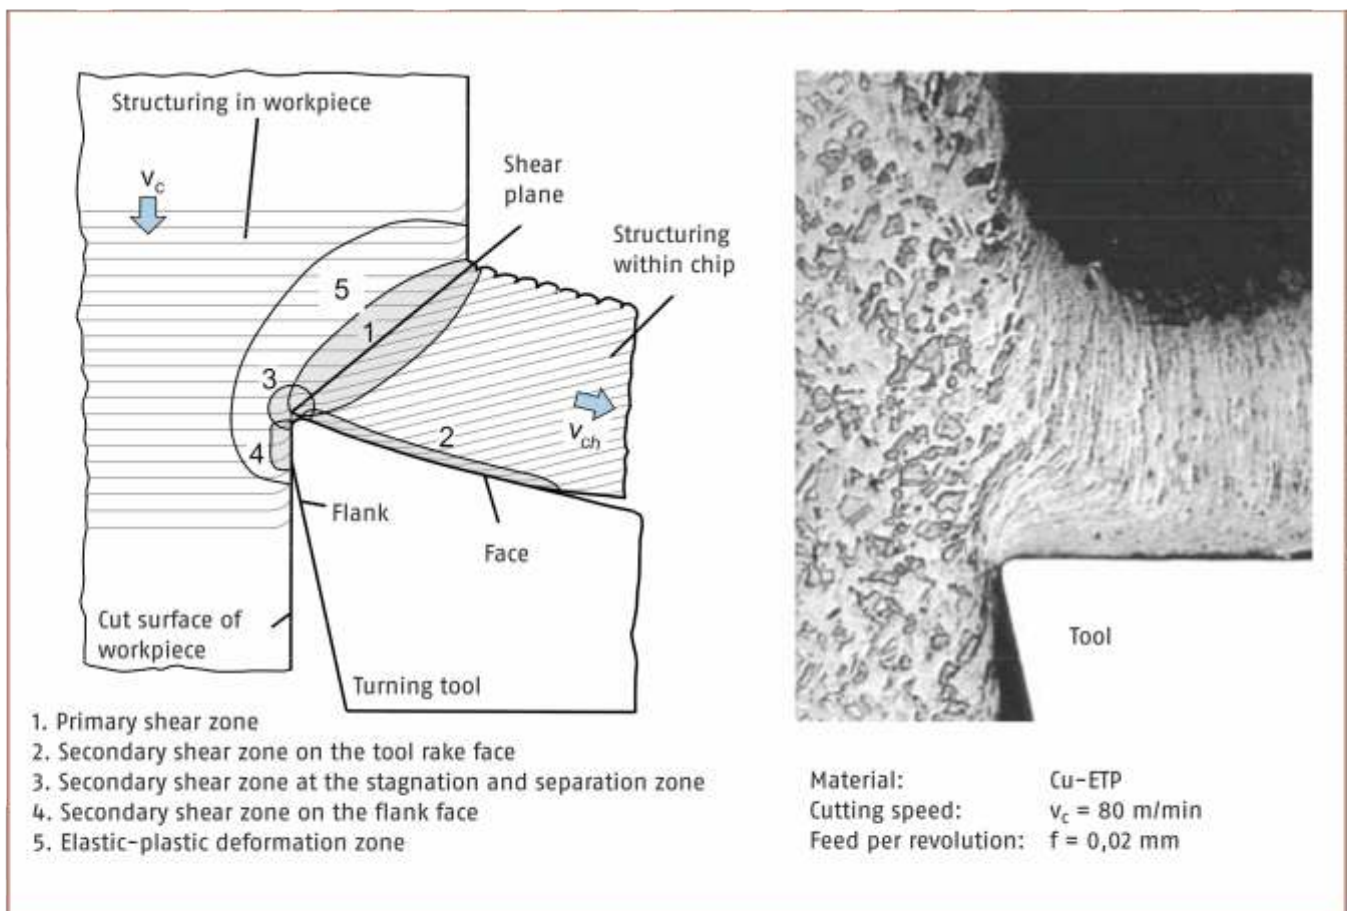 Structuring in workpiece
vc
Shear
plane
Structuring
within chip
5
1
3
2
4
vch
Flank
Face
Cut surface of
workpiece
Turning tool
Tool
1. Primary shear zone
2. Secondary shear zone on the tool rake face
3. Secondary shear zone at the stagnation and separation zone
4. Secondary shear zone on the flank face
5. Elastic-plastic deformation zone
Material: Cu-ETP
Cutting speed: vc = 80 m/min
Feed per revolution: f = 0,02 mm